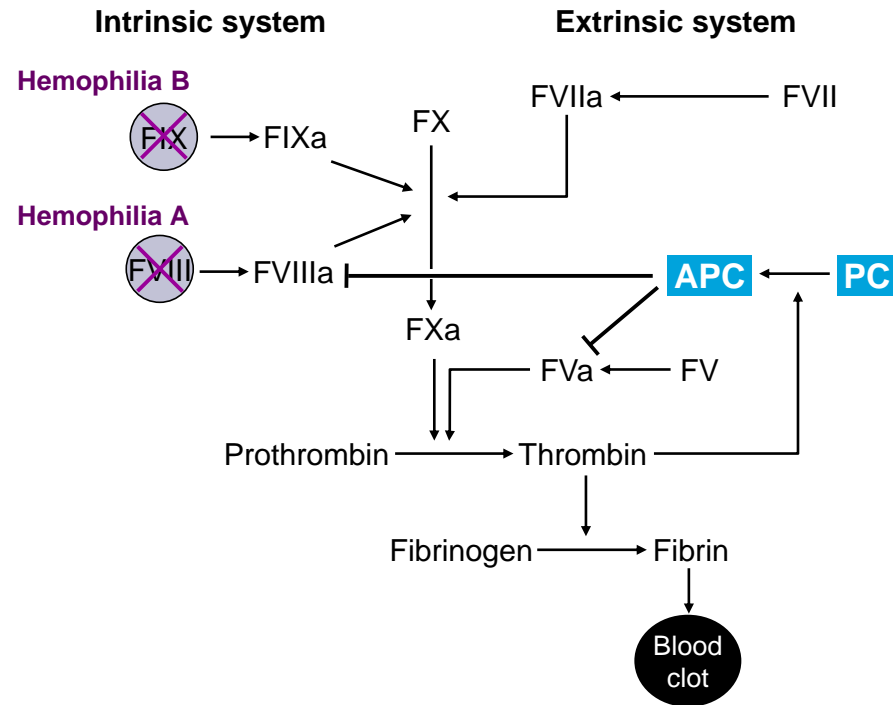 Intrinsic system
Extrinsic system
Hemophilia B
FIX
FIXa
FX
FVIIa
FVII
Hemophilia A
FVIII
FVIIIa
APC
PC
FXa
FVa
FV
Prothrombin
Thrombin
Fibrinogen
Fibrin
Blood
clot